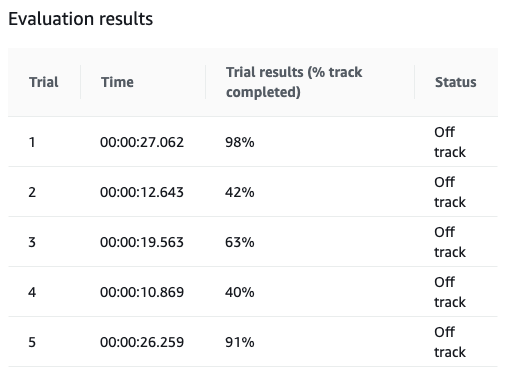 Evaluation results
Trial Time Trial results (% track completed) Status
1 00:00:27.062 98% Off track
2 00:00:12.643 42% Off track
3 00:00:19.563 63% Off track
4 00:00:10.869 40% Off track
5 00:00:26.259 91% Off track